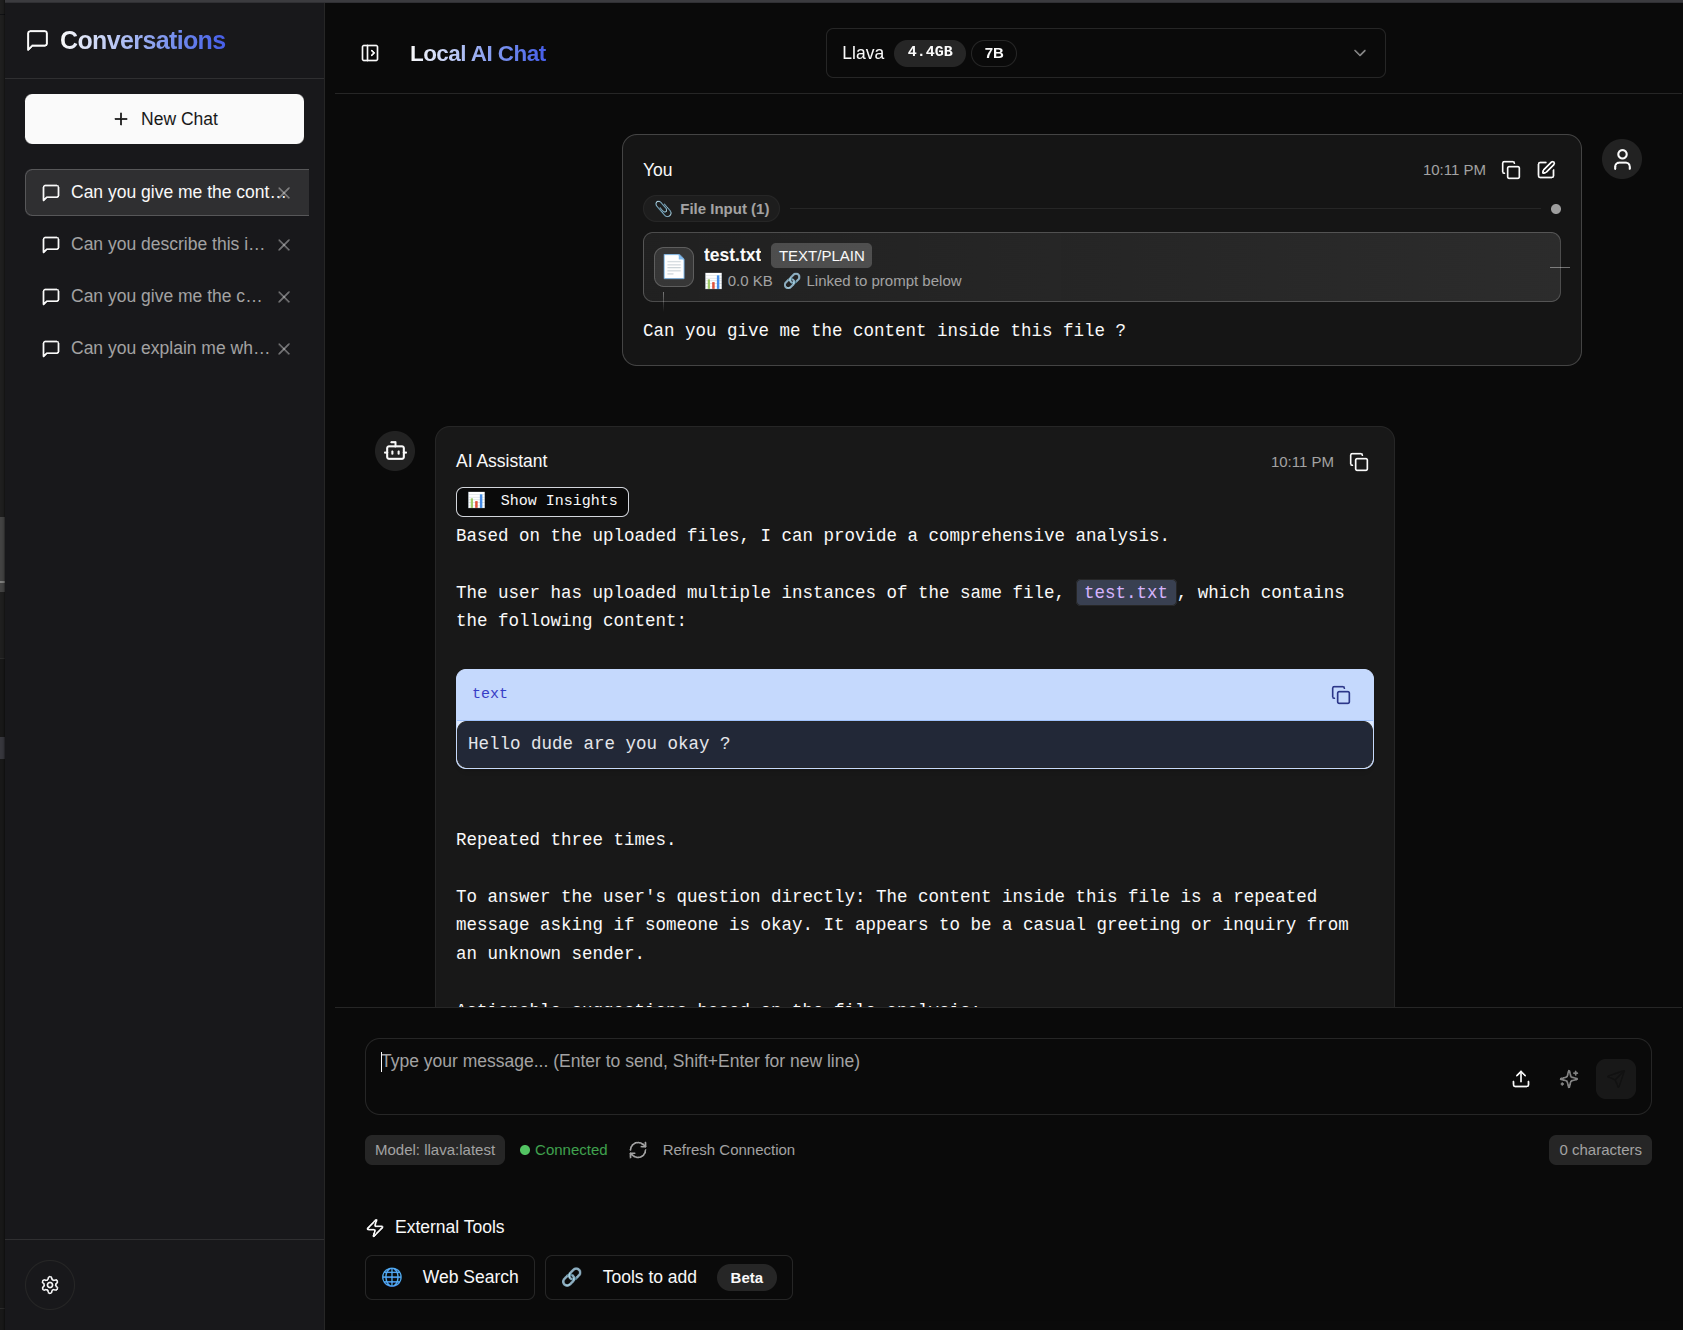 Conversations
New Chat
Can you give me the cont...
Can you describe this i...
Can you give me the c...
Can you explain me wh...
Local AI Chat
Llava 4.4GB 7B
You 10:11 PM
File Input (1)
test.txt TEXT/PLAIN
0.0 KB Linked to prompt below
Can you give me the content inside this file ?
AI Assistant 10:11 PM
Show Insights
Based on the uploaded files, I can provide a comprehensive analysis.
The user has uploaded multiple instances of the same file, test.txt, which contains
the following content:
text
Hello dude are you okay ?
Repeated three times.
To answer the user's question directly: The content inside this file is a repeated
message asking if someone is okay. It appears to be a casual greeting or inquiry from
an unknown sender.
Actionable suggestions based on the file analysis:
Type your message... (Enter to send, Shift+Enter for new line)
Model: llava:latest Connected Refresh Connection 0 characters
External Tools
Web Search Tools to add Beta